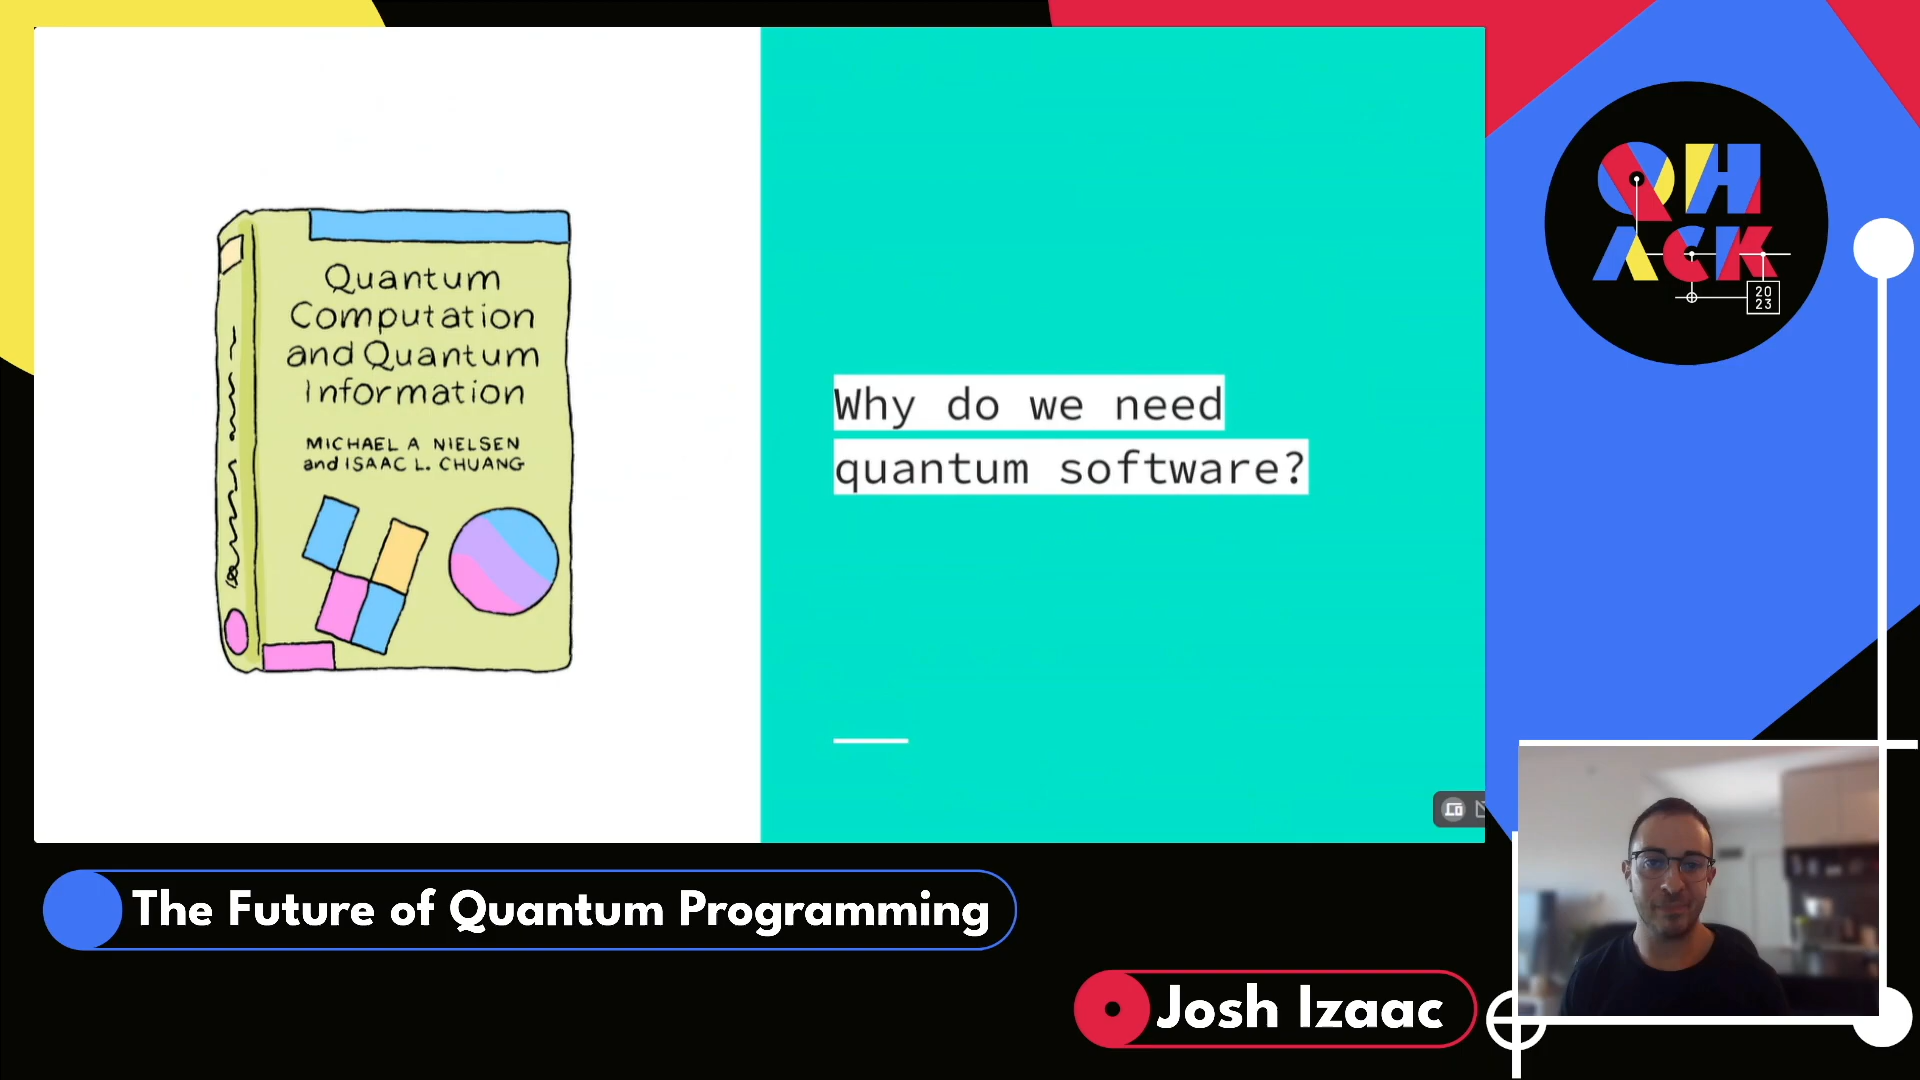 Quantum
Computation
and Quantum
Information
MICHAEL A NIELSEN
and ISAAC L. CHUANG
Why do we need
quantum software?
QH
ACK
20
23
The Future of Quantum Programming
Josh Izaac